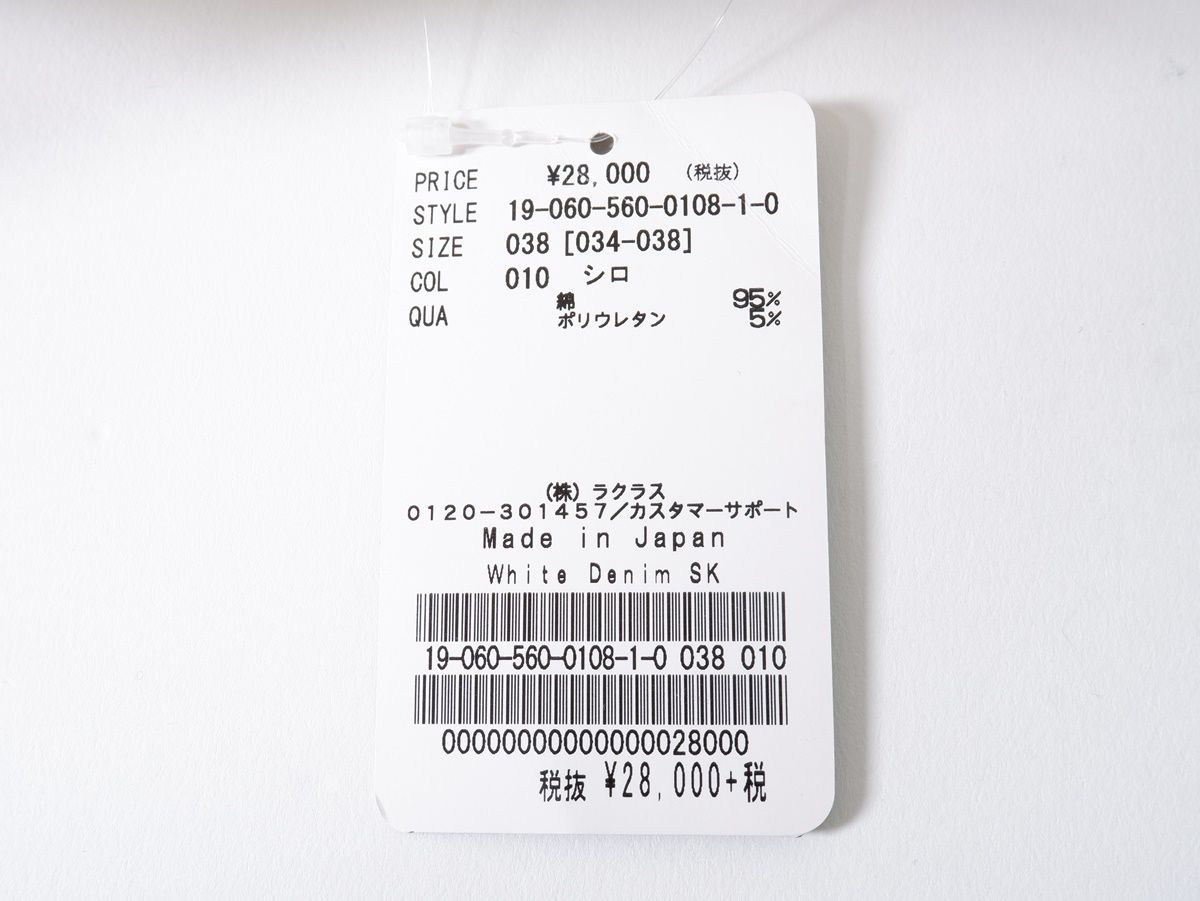 PRICE ¥28,000 (税抜)
STYLE 19-060-560-0108-1-0
SIZE 038 [034-038]
COL 010 シロ
QUA 綿 95%
ポリウレタン 5%
(株) ラクラス
0120-301457/カスタマーサポート
Made in Japan
White Denim SK
19-060-560-0108-1-0 038 010
00000000000000028000
税抜 ¥28,000+税